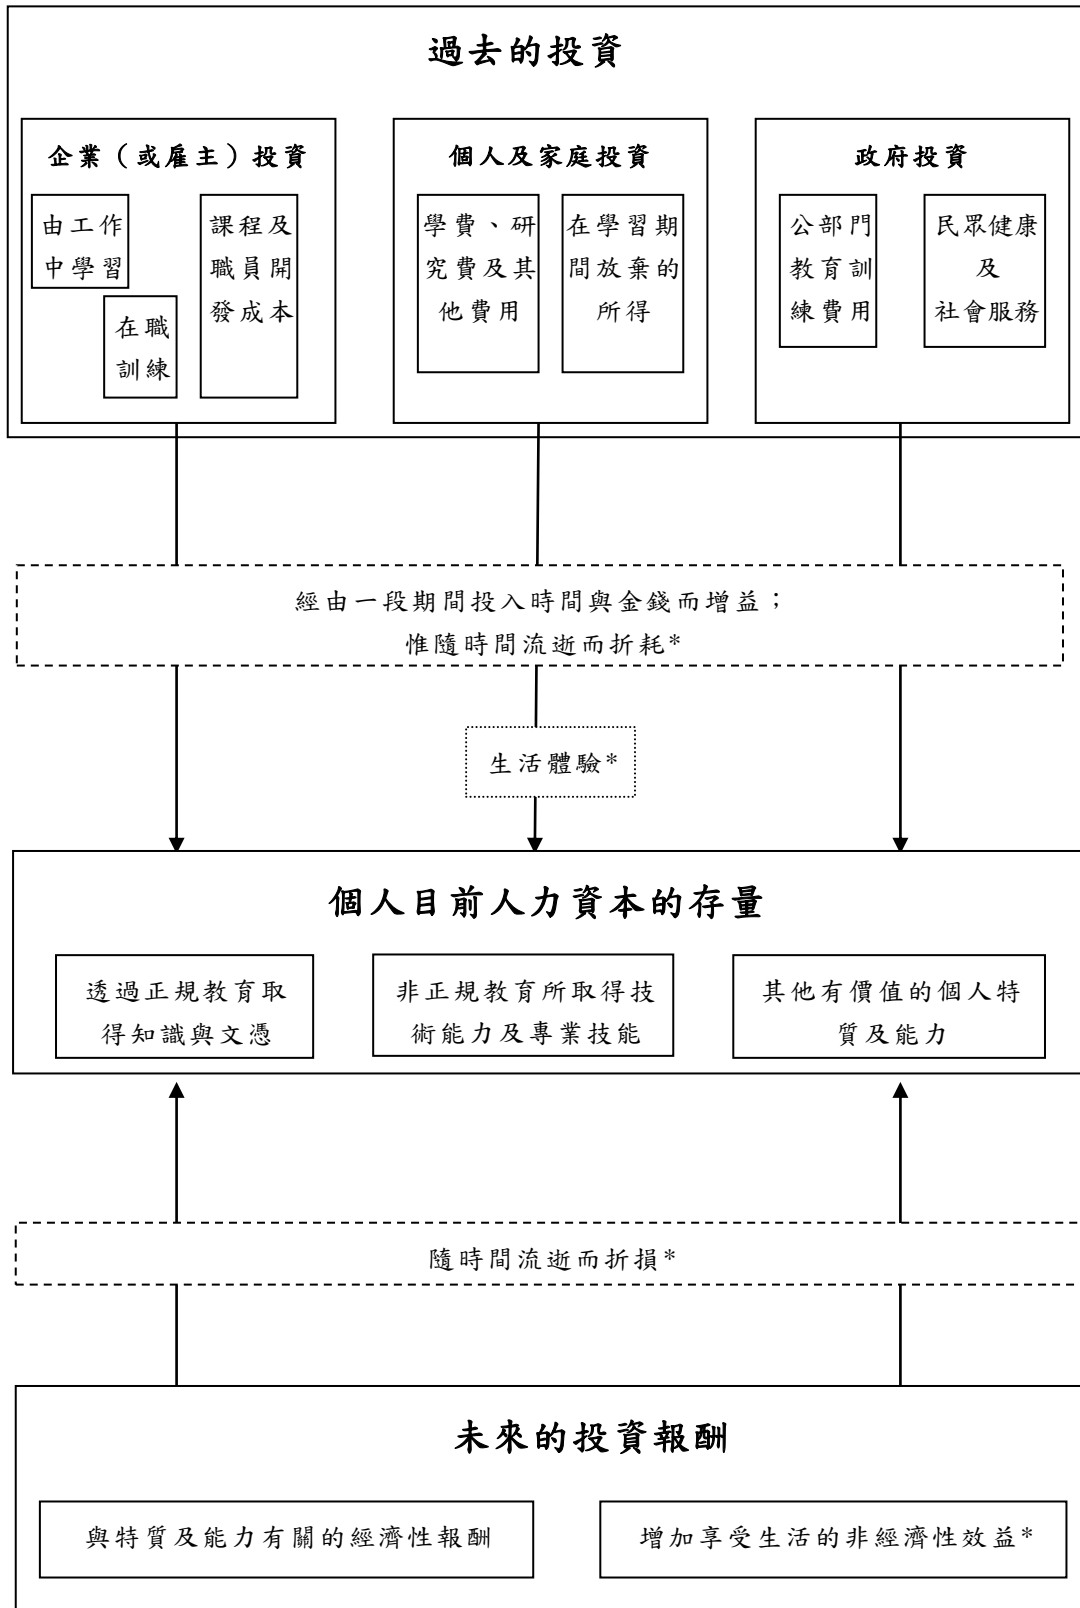 過去的投資
企業（或雇主）投資
由工作
中學習
在職
訓練
課程及
職員開
發成本
個人及家庭投資
學費、研
究費及其
他費用
在學習期
間放棄的
所得
政府投資
公部門
教育訓
練費用
民眾健康
及
社會服務
經由一段期間投入時間與金錢而增益；
惟隨時間流逝而折耗*
生活體驗*
個人目前人力資本的存量
透過正規教育取
得知識與文憑
非正規教育所取得技
術能力及專業技能
其他有價值的個人特
質及能力
隨時間流逝而折損*
未來的投資報酬
與特質及能力有關的經濟性報酬
增加享受生活的非經濟性效益*